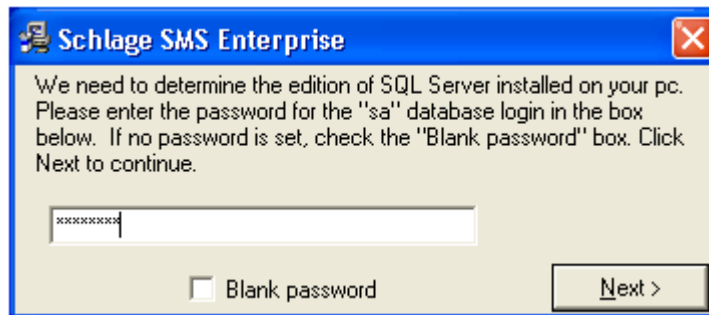 Schlage SMS Enterprise
We need to determine the edition of SQL Server installed on your pc.
Please enter the password for the "sa" database login in the box
below.  If no password is set, check the "Blank password" box. Click
Next to continue.
xxxxxxxx
Blank password
Next >